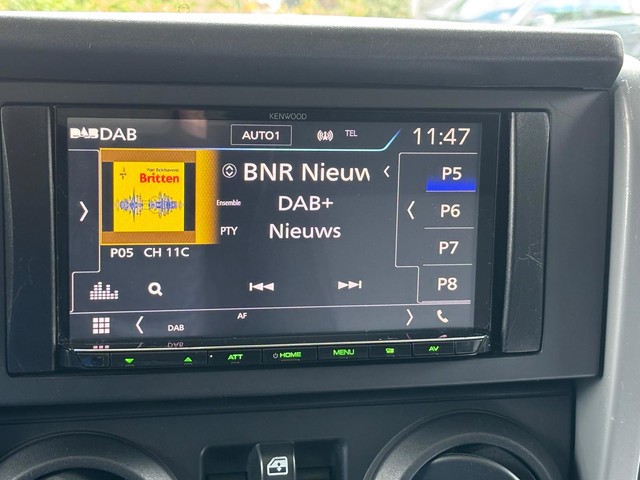 KENWOOD
DAB DAB
AUTO1
TEL
11:47
Britten
BNR Nieuw
Ensemble
DAB+
PTY
Nieuws
P05 CH 11C
P5
P6
P7
P8
AF
DAB
ATT
HOME
MENU
AV